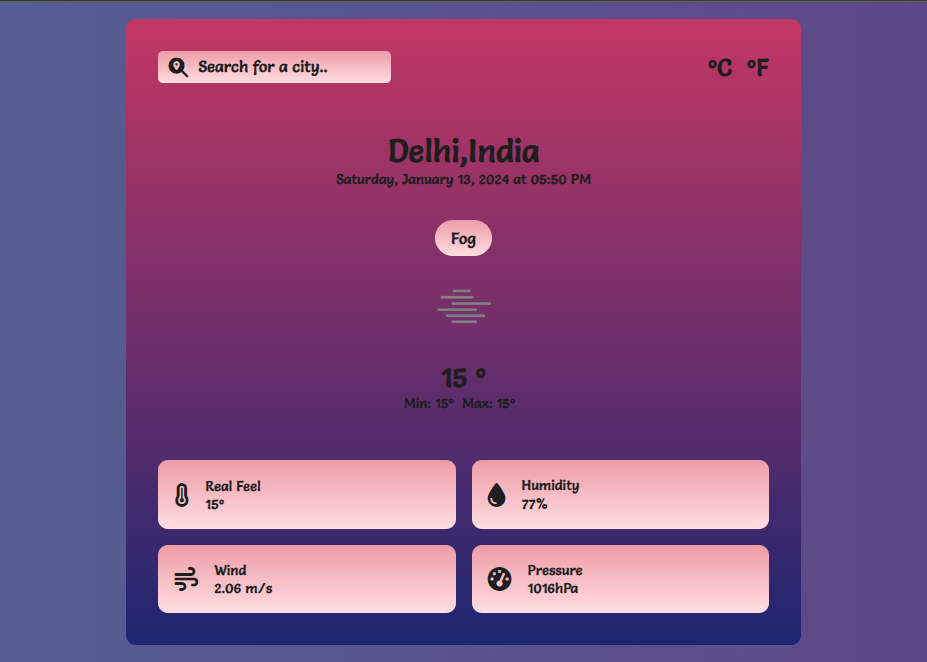 Search for a city..
°C °F
Delhi,India
Saturday, January 13, 2024 at 05:50 PM
Fog
15 °
Min: 15° Max: 15°
Real Feel
15°
Humidity
77%
Wind
2.06 m/s
Pressure
1016hPa